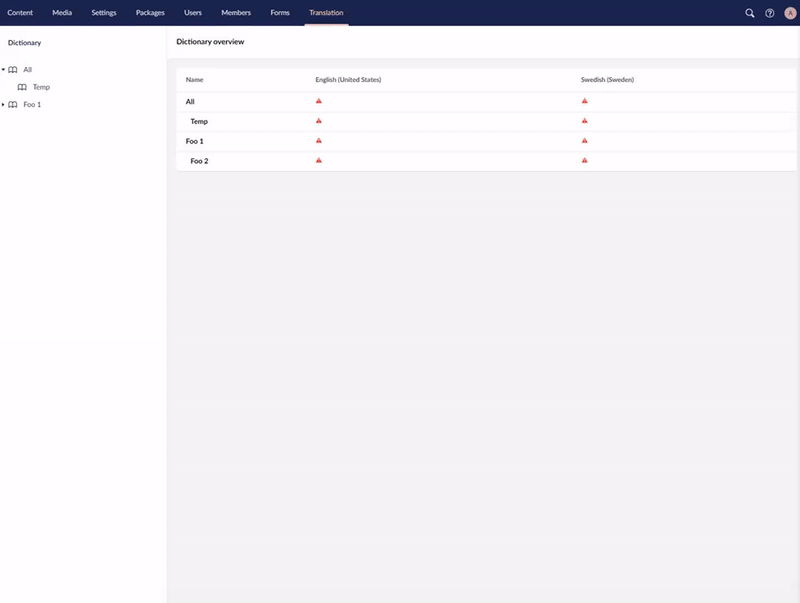 Content Media Settings Packages Users Members Forms Translation A
Dictionary
All
Temp
Foo 1
Dictionary overview
Name English (United States) Swedish (Sweden)
All
Temp
Foo 1
Foo 2